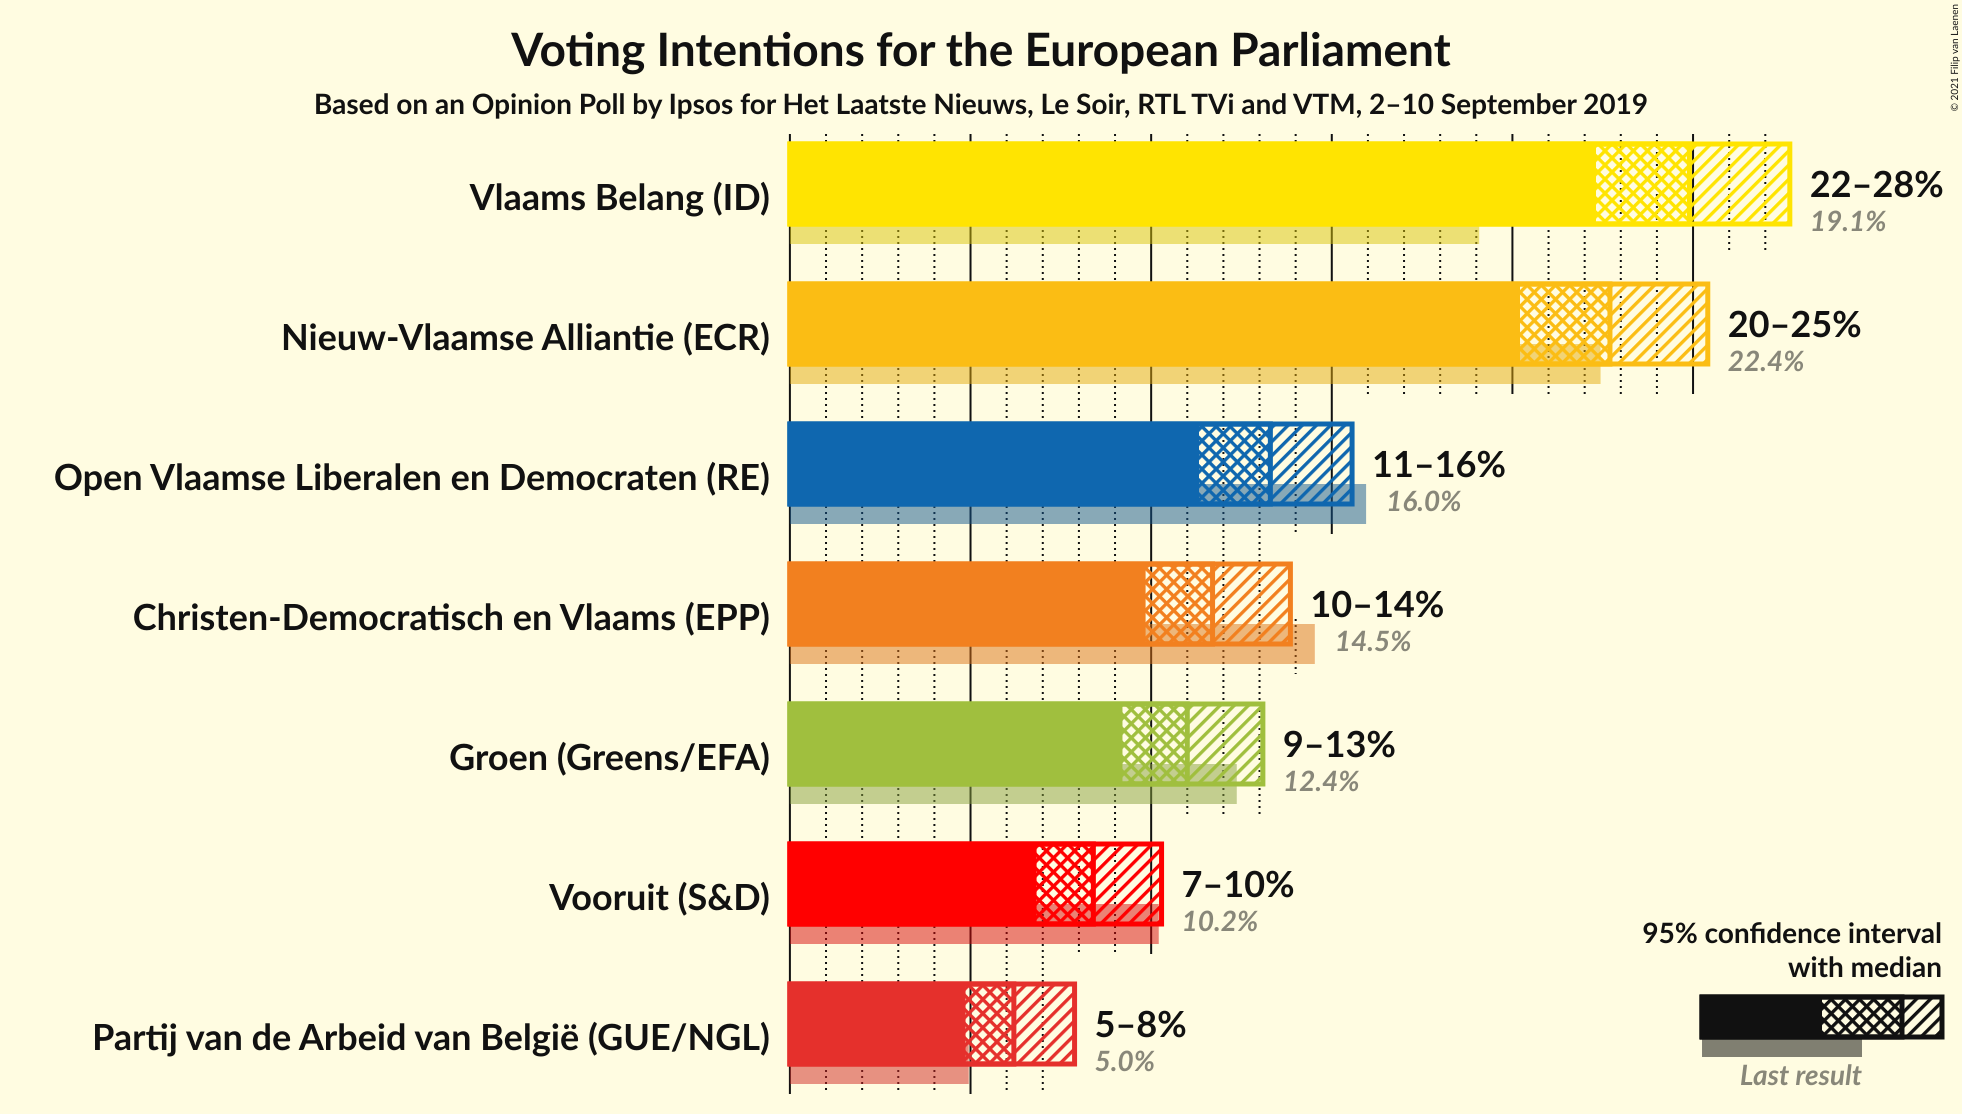 Voting Intentions for the European Parliament
Based on an Opinion Poll by Ipsos for Het Laatste Nieuws, Le Soir, RTL TVi and VTM, 2–10 September 2019
© 2021 Filip van Laenen
Vlaams Belang (ID)
22–28%
19.1%
Nieuw-Vlaamse Alliantie (ECR)
20–25%
22.4%
Open Vlaamse Liberalen en Democraten (RE)
11–16%
16.0%
Christen-Democratisch en Vlaams (EPP)
10–14%
14.5%
Groen (Greens/EFA)
9–13%
12.4%
Vooruit (S&D)
7–10%
10.2%
Partij van de Arbeid van België (GUE/NGL)
5–8%
5.0%
95% confidence interval
with median
Last result